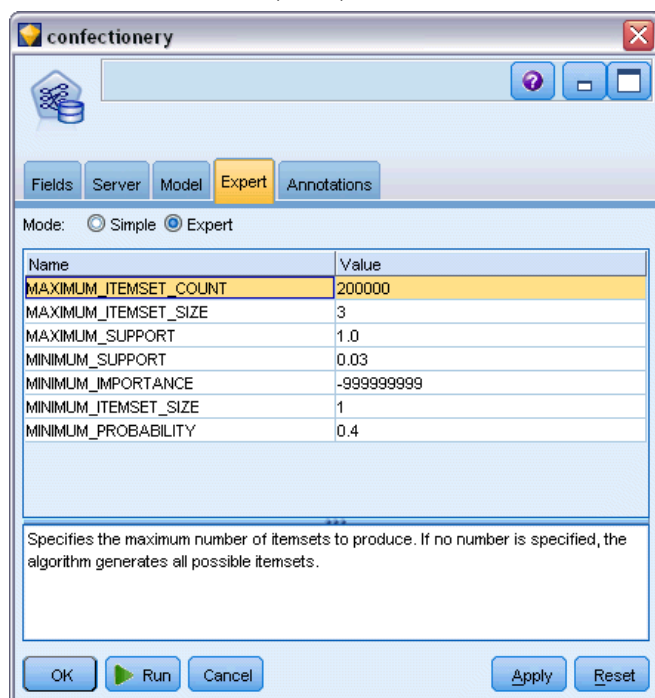 confectionery
Fields Server Model Expert Annotations
Mode: Simple Expert
Name Value
MAXIMUM_ITEMSET_COUNT 200000
MAXIMUM_ITEMSET_SIZE 3
MAXIMUM_SUPPORT 1.0
MINIMUM_SUPPORT 0.03
MINIMUM_IMPORTANCE -999999999
MINIMUM_ITEMSET_SIZE 1
MINIMUM_PROBABILITY 0.4
Specifies the maximum number of itemsets to produce. If no number is specified, the
algorithm generates all possible itemsets.
OK Run Cancel Apply Reset